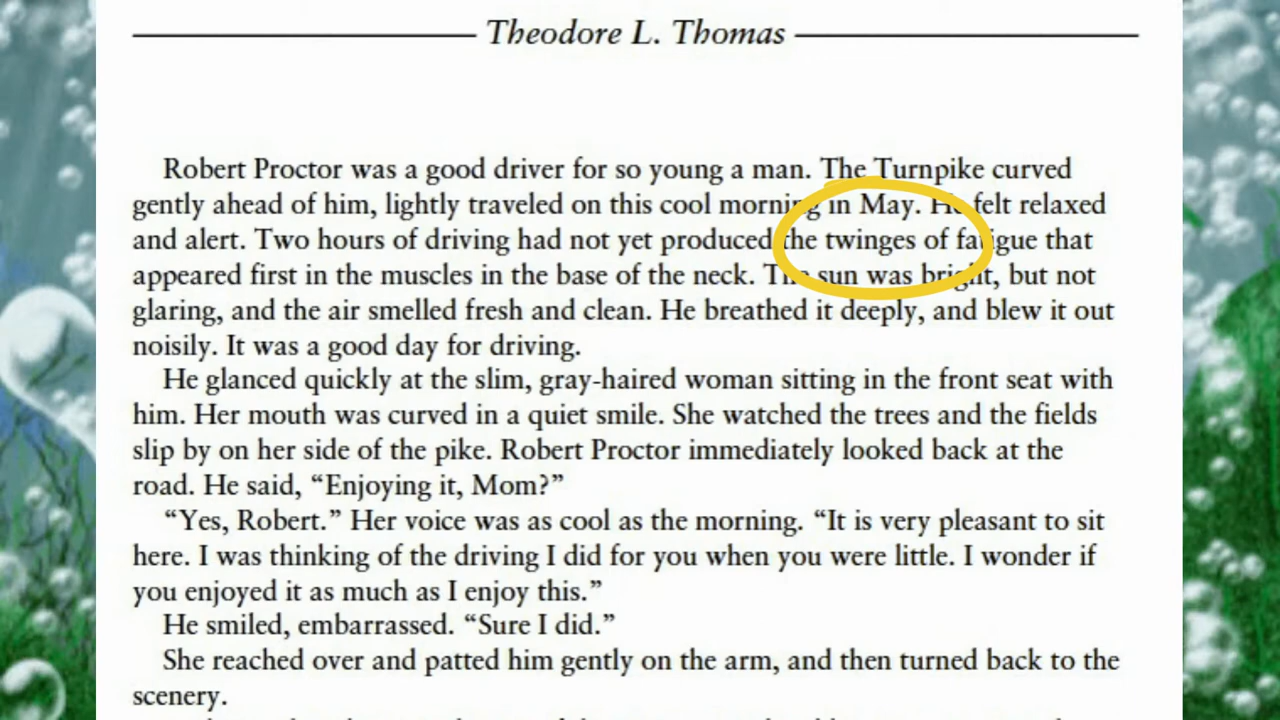 Theodore L. Thomas
Robert Proctor was a good driver for so young a man. The Turnpike curved
gently ahead of him, lightly traveled on this cool morning in May. He felt relaxed
and alert. Two hours of driving had not yet produced the twinges of fatigue that
appeared first in the muscles in the base of the neck. The sun was bright, but not
glaring, and the air smelled fresh and clean. He breathed it deeply, and blew it out
noisily. It was a good day for driving.
He glanced quickly at the slim, gray-haired woman sitting in the front seat with
him. Her mouth was curved in a quiet smile. She watched the trees and the fields
slip by on her side of the pike. Robert Proctor immediately looked back at the
road. He said, “Enjoying it, Mom?”
“Yes, Robert.” Her voice was as cool as the morning. “It is very pleasant to sit
here. I was thinking of the driving I did for you when you were little. I wonder if
you enjoyed it as much as I enjoy this.”
He smiled, embarrassed. “Sure I did.”
She reached over and patted him gently on the arm, and then turned back to the
scenery.